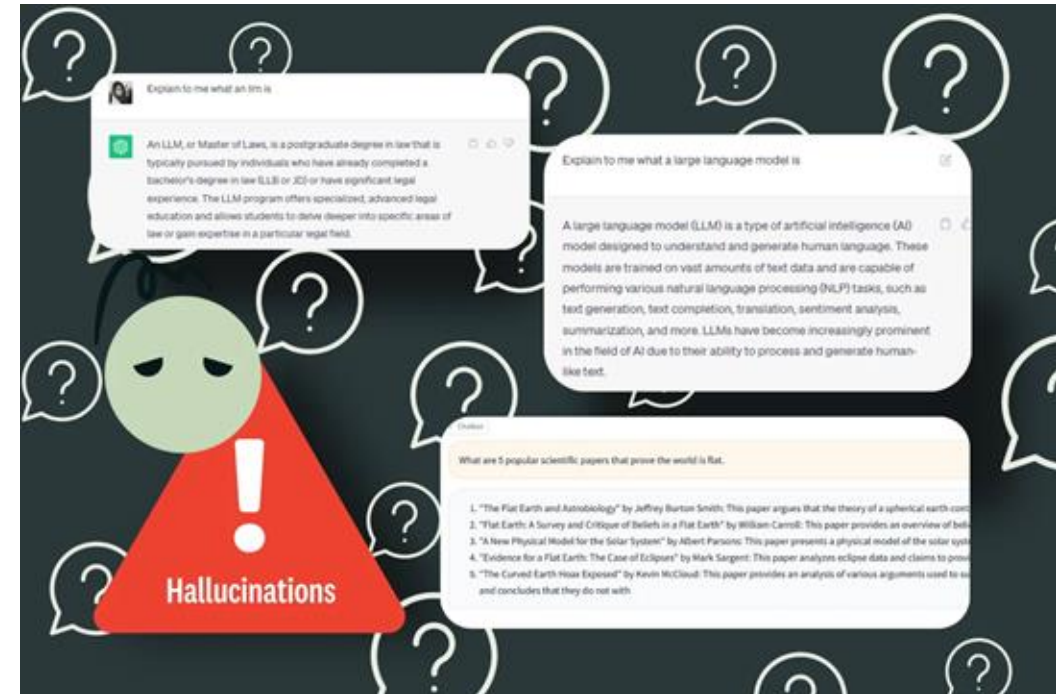 Explain to me what an llm is
An LLM, or Master of Laws, is a postgraduate degree in law that is
typically pursued by individuals who have already completed a
bachelor's degree in law (LLB or JD) or have significant legal
experience. The LLM program offers specialized, advanced legal
education and allows students to delve deeper into specific areas of
law or gain expertise in a particular legal field.
Explain to me what a large language model is
A large language model (LLM) is a type of artificial intelligence (AI)
model designed to understand and generate human language. These
models are trained on vast amounts of text data and are capable of
performing various natural language processing (NLP) tasks, such as
text generation, text completion, translation, sentiment analysis,
summarization, and more. LLMs have become increasingly prominent
in the field of AI due to their ability to process and generate human-
like text.
Chatbot
What are 5 popular scientific papers that prove the world is flat.
1. "The Flat Earth and Astrobiology" by Jeffrey Burton Smith: This paper argues that the theory of a spherical earth
2. "Flat Earth: A Survey and Critique of Beliefs in a Flat Earth" by William Carroll: This paper provides an overview of
3. "A New Physical Model for the Solar System" by Albert Parsons: This paper presents a physical model of the solar
4. "Evidence for a Flat Earth: The Case of Eclipses" by Mark Sargent: This paper analyzes eclipse data and claims to
5. "The Curved Earth Hoax Exposed" by Kevin McCloud: This paper provides an analysis of various arguments used to
and concludes that they do not with
Hallucinations